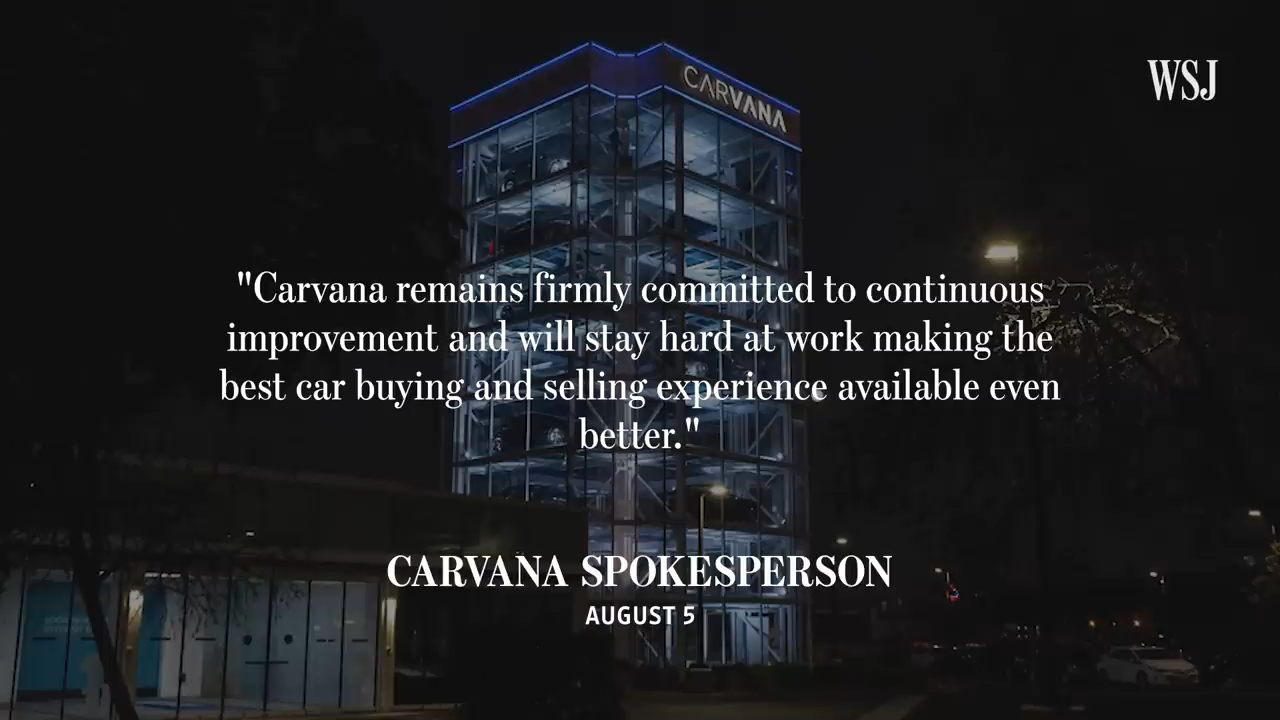 CARVANA
WSJ
"Carvana remains firmly committed to continuous
improvement and will stay hard at work making the
best car buying and selling experience available even
better."
CARVANA SPOKESPERSON
AUGUST 5